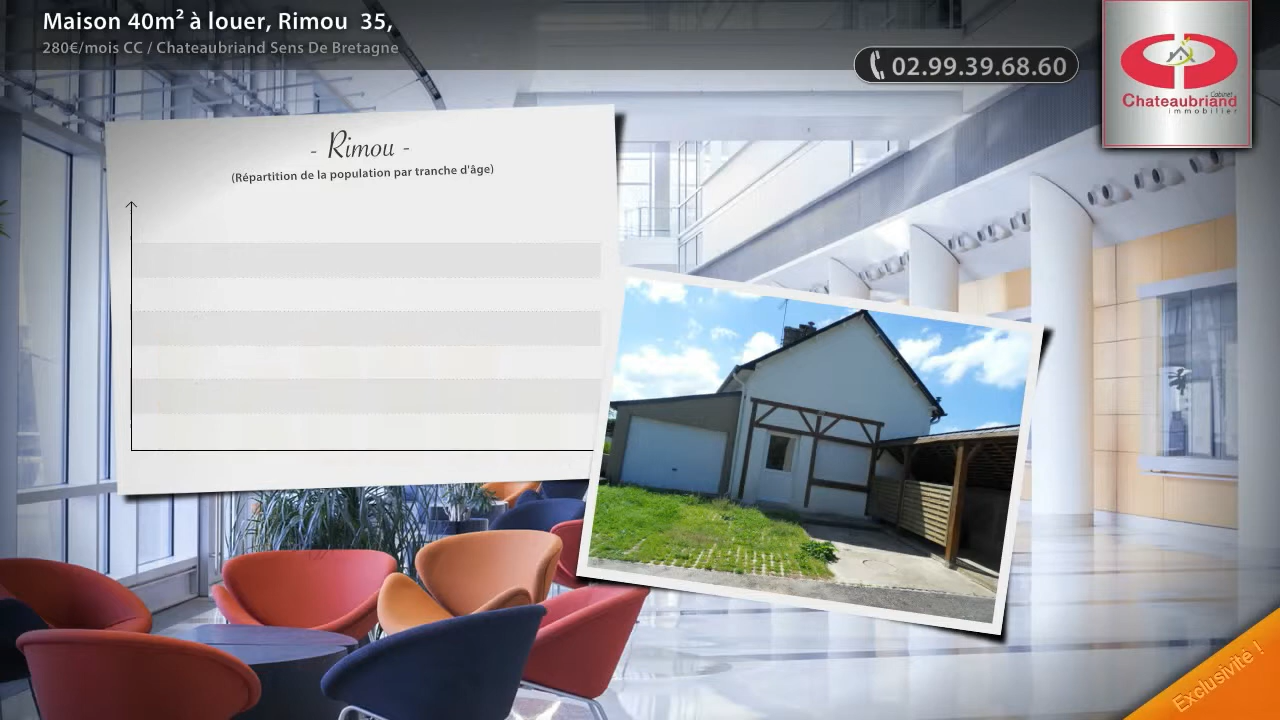 Maison 40m² à louer, Rimou  35,
280€/mois CC / Chateaubriand Sens De Bretagne
02.99.39.68.60
Cabinet
Chateaubriand
immobilier
- Rimou -
(Répartition de la population par tranche d'âge)
Exclusivité !